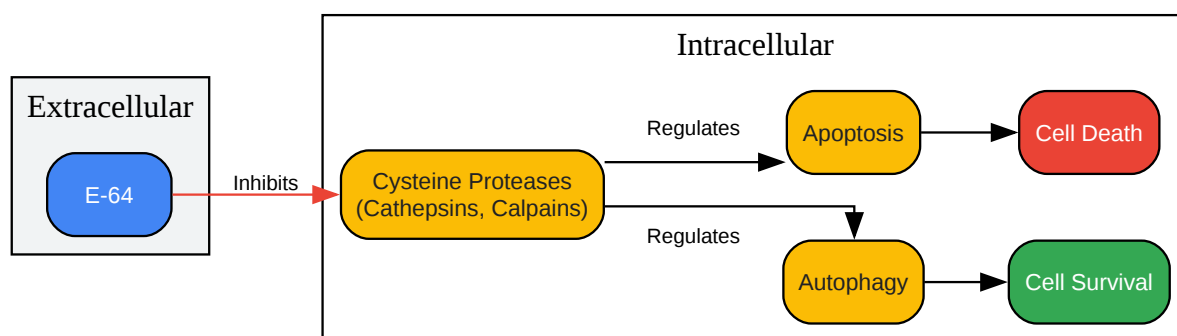 Extracellular
E-64
Inhibits
Intracellular
Cysteine Proteases
(Cathepsins, Calpains)
Regulates
Apoptosis
Cell Death
Regulates
Autophagy
Cell Survival